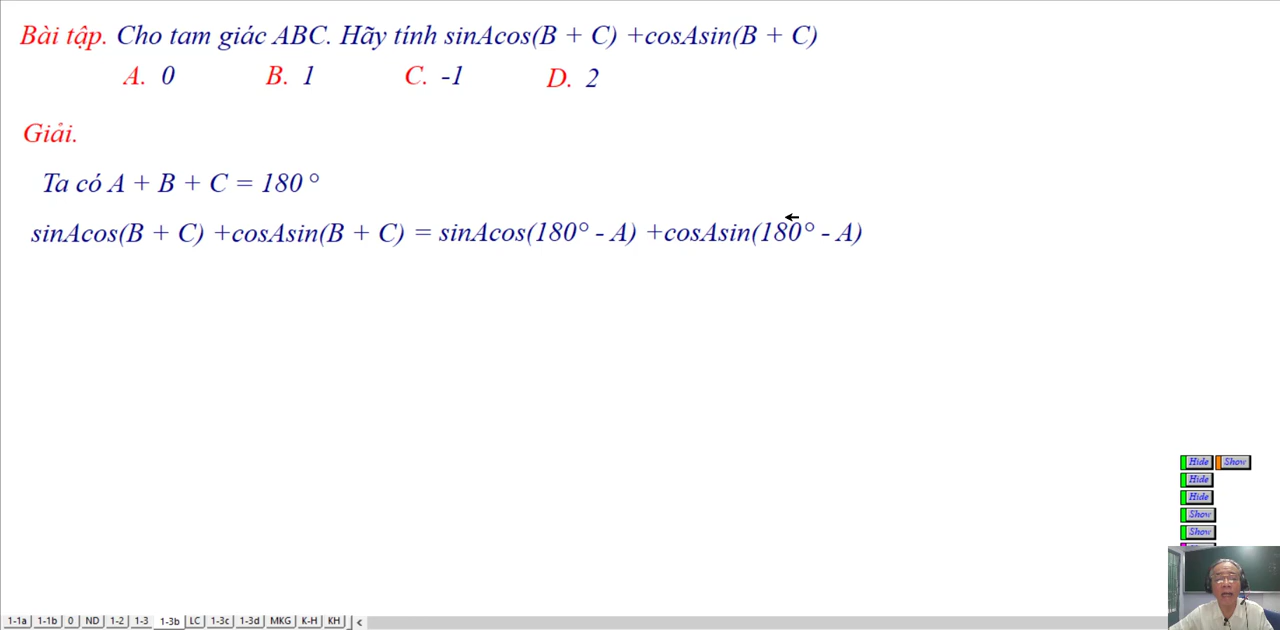 Bài tập. Cho tam giác ABC. Hãy tính sinAcos(B + C) +cosAsin(B + C)
A. 0 B. 1 C. -1 D. 2
Giải.
Ta có A + B + C = 180°
sinAcos(B + C) +cosAsin(B + C) = sinAcos(180° - A) +cosAsin(180° - A)
Hide Show
Hide
Hide
Show
Show
1-1a 1-1b 0 ND 1-2 1-3 1-3b LC 1-3c 1-3d MKG K-H KH <